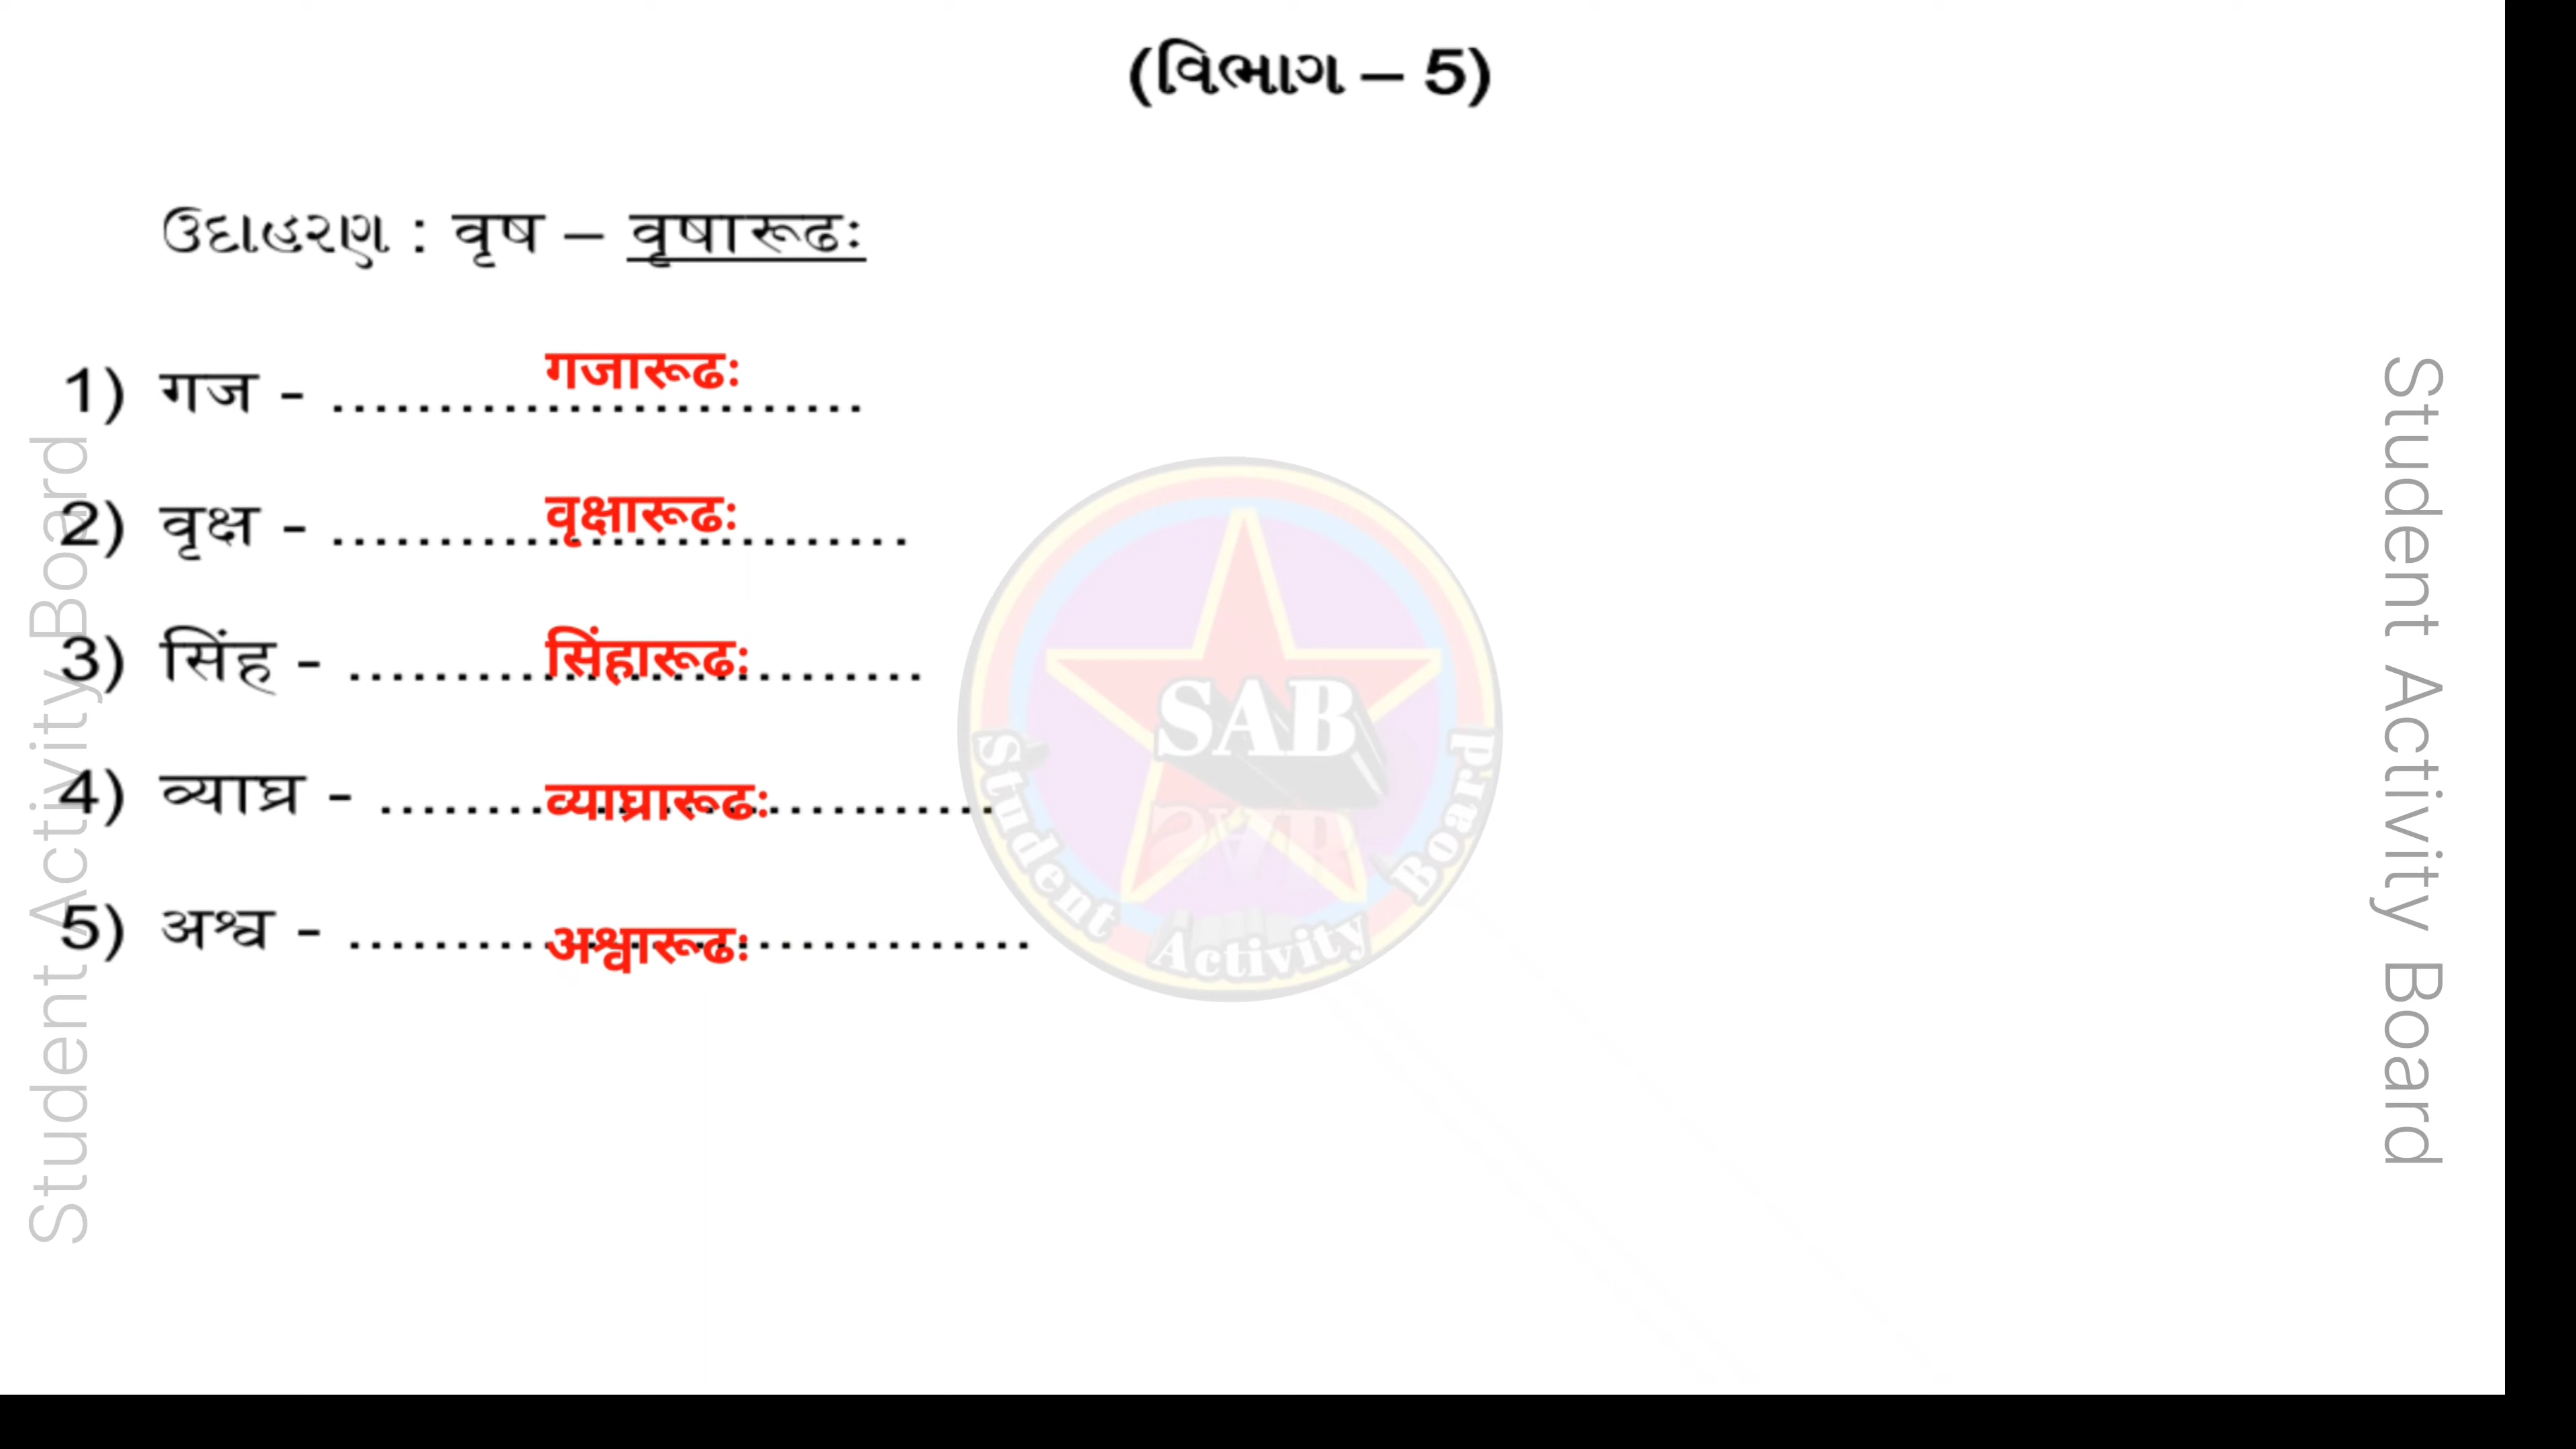 (વિભાગ – 5)
ઉદાહરણ : वृष – वृषारूढः
1) गज - .......................... गजारूढः
2) वृक्ष - ........................... वृक्षारूढः
3) सिंह - ........................... सिंहारूढः
4) व्याघ्र - ............................. व्याघ्रारूढः
5) अश्व - ................................ अश्वारूढः
Student Activity Board
Student Activity Board
SAB
Student Activity Board